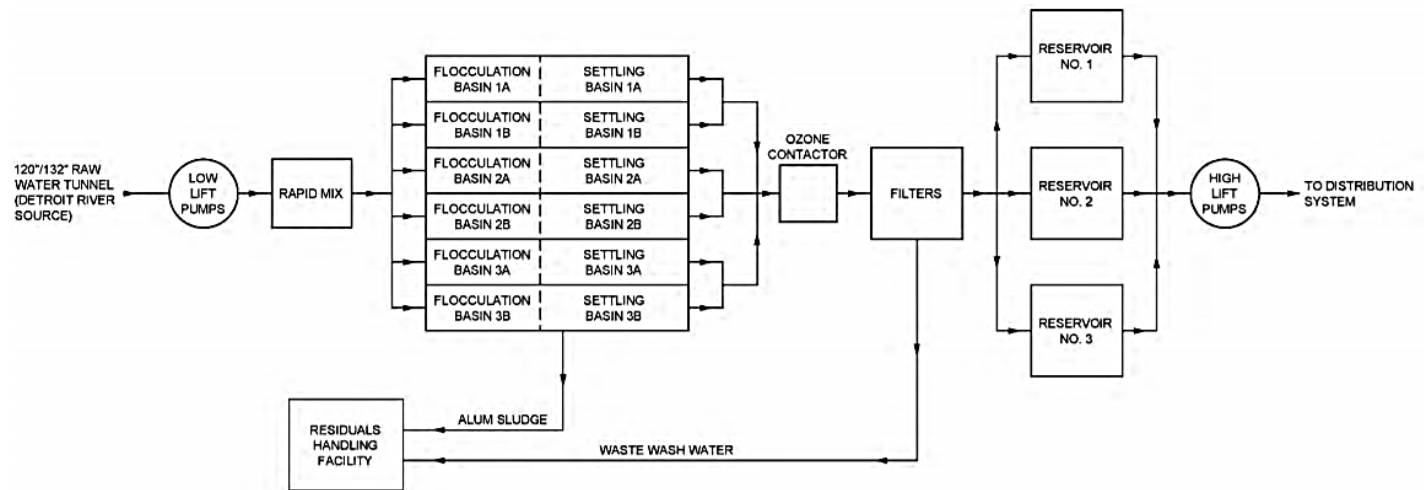 120"/132" RAW
WATER TUNNEL
(DETROIT RIVER
SOURCE)
LOW
LIFT
PUMPS
RAPID MIX
FLOCCULATION
BASIN 1A
SETTLING
BASIN 1A
FLOCCULATION
BASIN 1B
SETTLING
BASIN 1B
FLOCCULATION
BASIN 2A
SETTLING
BASIN 2A
FLOCCULATION
BASIN 2B
SETTLING
BASIN 2B
FLOCCULATION
BASIN 3A
SETTLING
BASIN 3A
FLOCCULATION
BASIN 3B
SETTLING
BASIN 3B
OZONE
CONTACTOR
FILTERS
RESERVOIR
NO. 1
RESERVOIR
NO. 2
RESERVOIR
NO. 3
HIGH
LIFT
PUMPS
TO DISTRIBUTION
SYSTEM
ALUM SLUDGE
WASTE WASH WATER
RESIDUALS
HANDLING
FACILITY